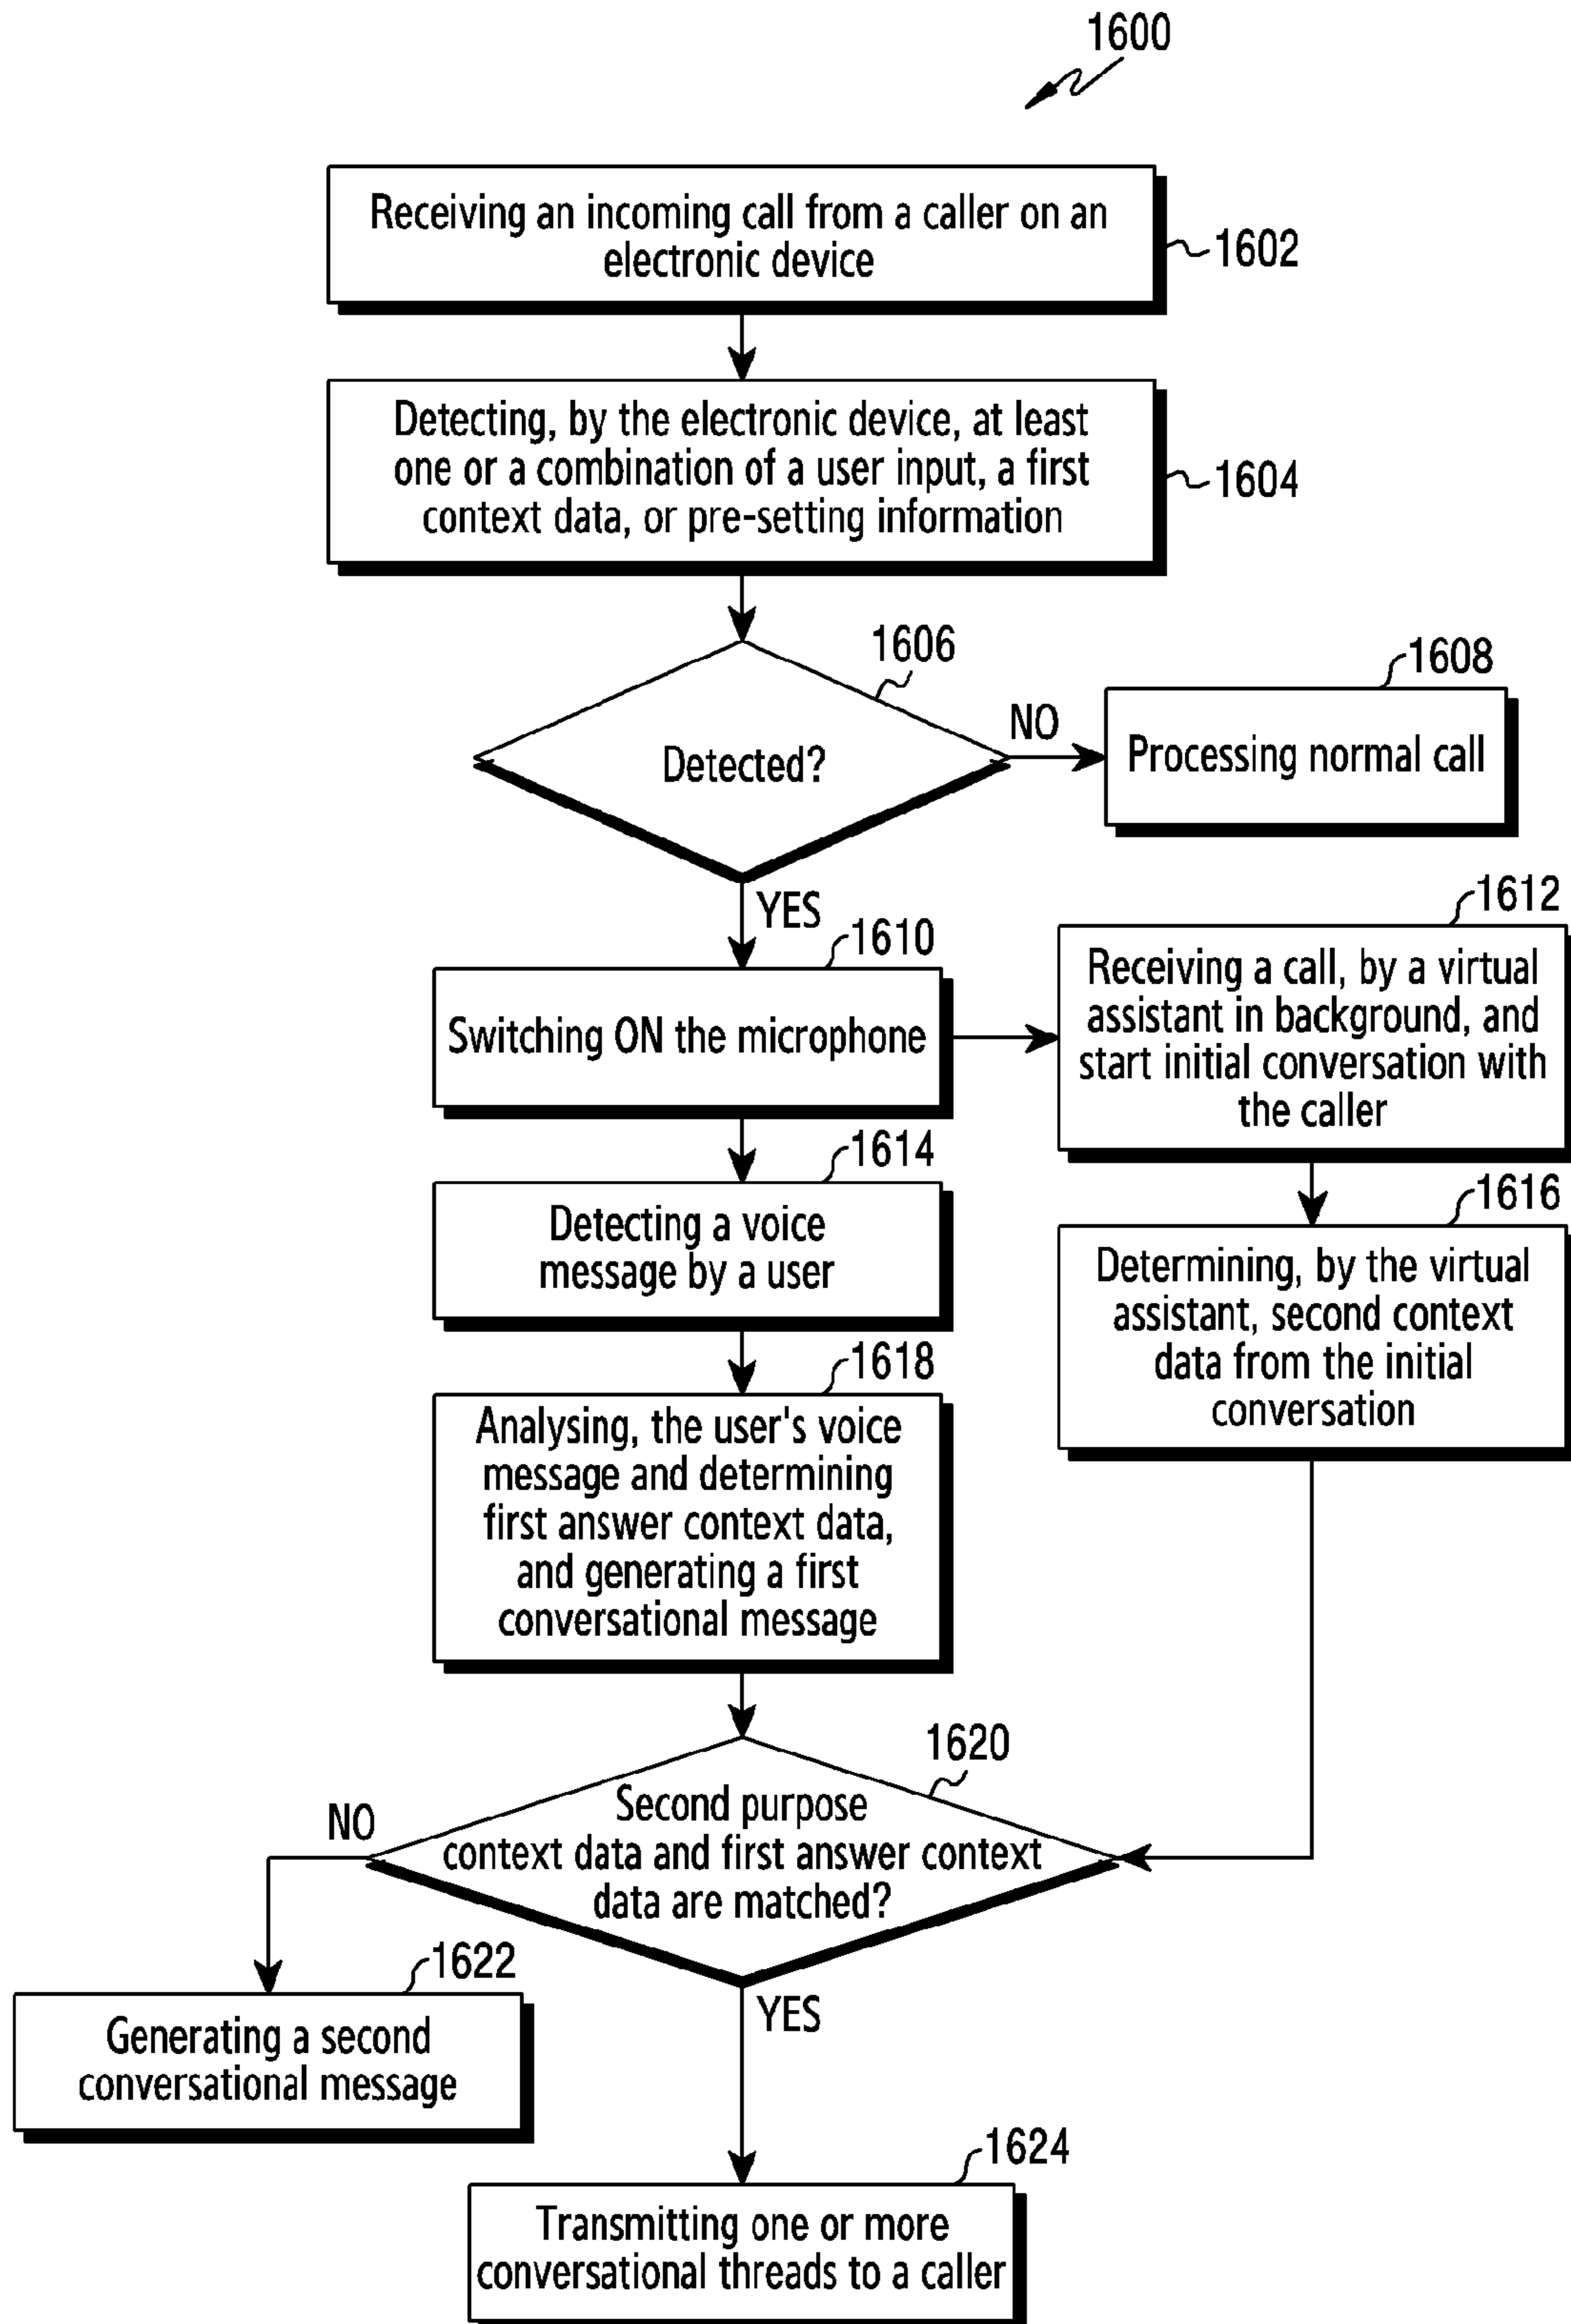 1600
Receiving an incoming call from a caller on an
electronic device
1602
Detecting, by the electronic device, at least
one or a combination of a user input, a first
context data, or pre-setting information
1604
1606
Detected?
NO
1608
Processing normal call
YES
1610
Switching ON the microphone
1612
Receiving a call, by a virtual
assistant in background, and
start initial conversation with
the caller
1614
Detecting a voice
message by a user
1616
Determining, by the virtual
assistant, second context
data from the initial
conversation
1618
Analysing, the user's voice
message and determining
first answer context data,
and generating a first
conversational message
1620
Second purpose
context data and first answer context
data are matched?
NO
1622
Generating a second
conversational message
YES
1624
Transmitting one or more
conversational threads to a caller